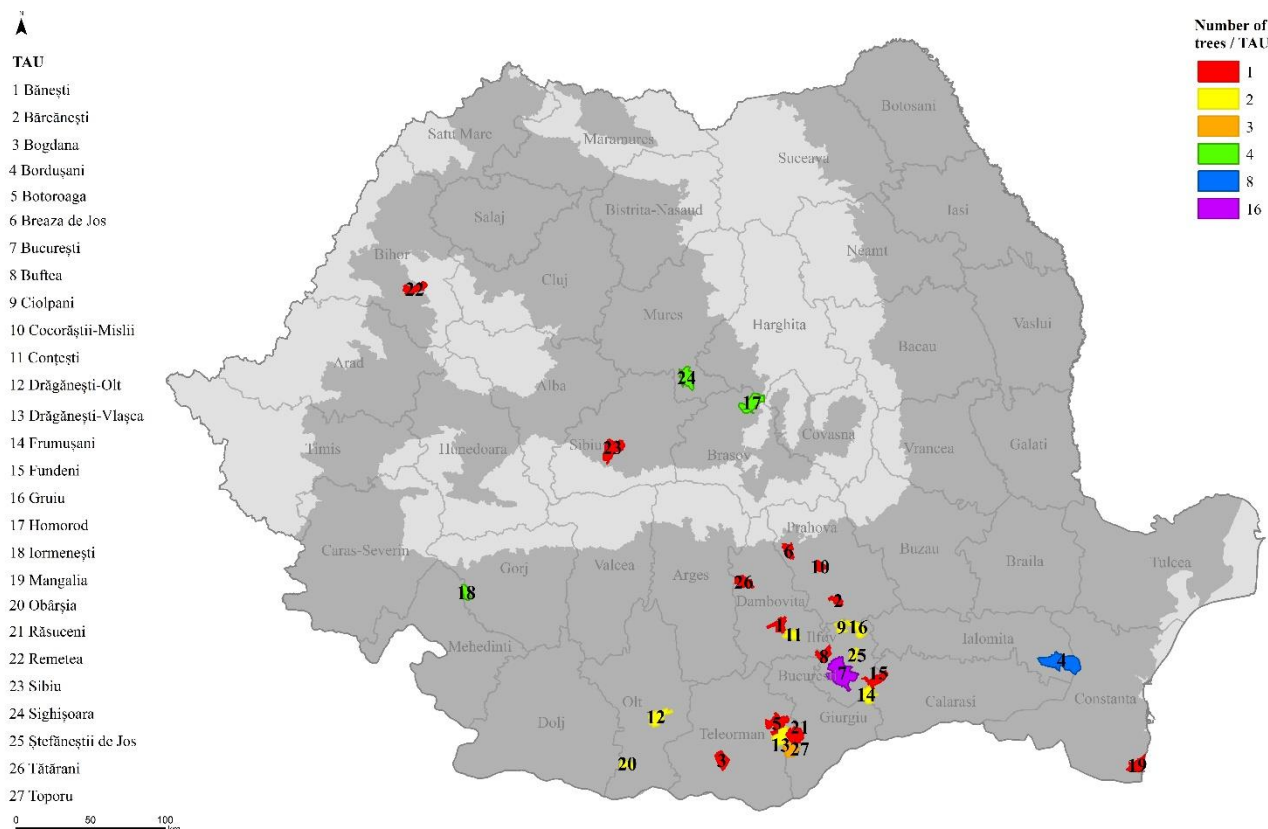 N
TAU
1 Bănești
2 Bărcănești
3 Bogdana
4 Bordușani
5 Botoroaga
6 Breaza de Jos
7 București
8 Buftea
9 Ciolpani
10 Cocorăștii-Mislii
11 Conțești
12 Drăgănești-Olt
13 Drăgănești-Vlașca
14 Frumușani
15 Fundeni
16 Gruiu
17 Homorod
18 Iormenești
19 Mangalia
20 Obârșia
21 Răsuceni
22 Remetea
23 Sibiu
24 Sighișoara
25 Ștefăneștii de Jos
26 Tătărani
27 Toporu
0 50 100
km
Number of
trees / TAU
1
2
3
4
8
16
Botosani
Satu Mare
Maramures
Suceava
Salaj
Bistrita-Nasaud
Iasi
Bihor
Neamt
22
Cluj
Mures
Harghita
Vaslui
Bacau
Arad
Alba
24
17
Timis
Hunedoara
Sibiu
23
Brasov
Covasna
Vrancea
Galati
Caras-Severin
Gorj
Valcea
Arges
Prahova
6
10
Buzau
Braila
Tulcea
18
26
Dambovita
2
Mehedinti
1
11
Ilfov
9
16
Ialomita
8
25
4
Bucuresti
7
15
14
Calarasi
Constanta
Dolj
Olt
12
Teleorman
5
21
Giurgiu
13
27
20
3
19